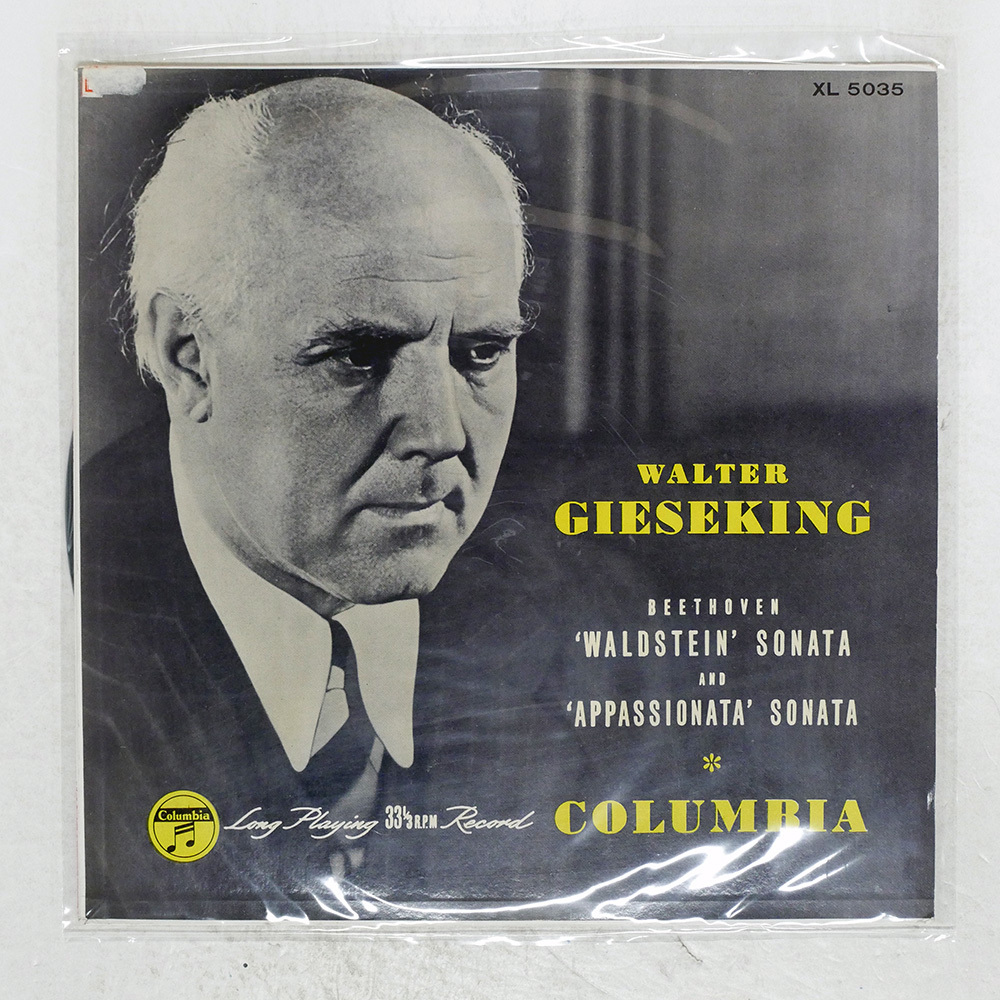 L
XL 5035
WALTER
GIESEKING
BEETHOVEN
‘WALDSTEIN’ SONATA
AND
‘APPASSIONATA’ SONATA
*
COLUMBIA
Columbia
Long Playing 33⅓ R.P.M Record